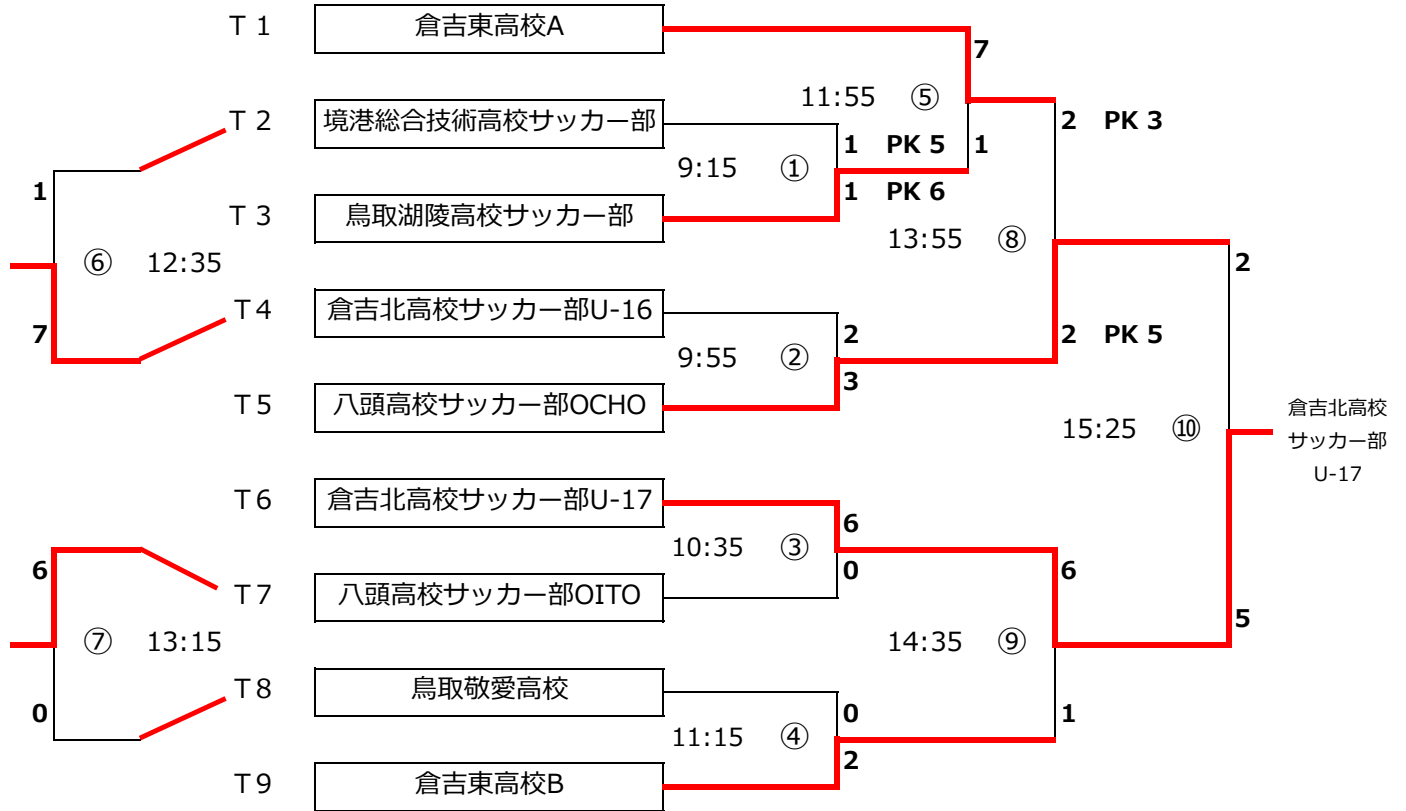 T 1 倉吉東高校A
7
11:55 ⑤
T 2 境港総合技術高校サッカー部
2 PK 3
1 PK 5 1
9:15 ①
1
1 PK 6
T 3 鳥取湖陵高校サッカー部
13:55 ⑧
⑥ 12:35
2
T4 倉吉北高校サッカー部U-16
7
2
2 PK 5
9:55 ②
3
T5 八頭高校サッカー部OCHO
倉吉北高校
サッカー部
U-17
15:25 ⑩
T6 倉吉北高校サッカー部U-17
6
10:35 ③
6
0
6
T7 八頭高校サッカー部OITO
5
⑦ 13:15
14:35 ⑨
T8 鳥取敬愛高校
0
0
1
11:15 ④
2
T9 倉吉東高校B